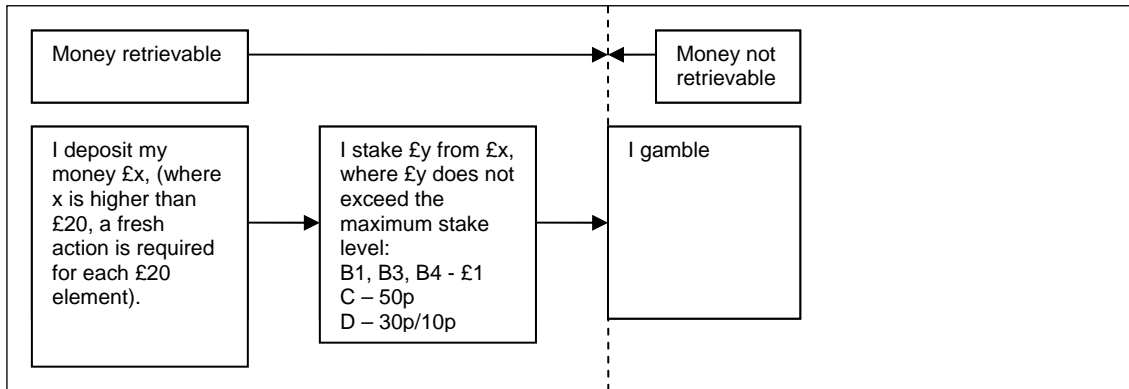 Money retrievable
Money not
retrievable
I deposit my
money £x, (where
x is higher than
£20, a fresh
action is required
for each £20
element).
I stake £y from £x,
where £y does not
exceed the
maximum stake
level:
B1, B3, B4 - £1
C – 50p
D – 30p/10p
I gamble